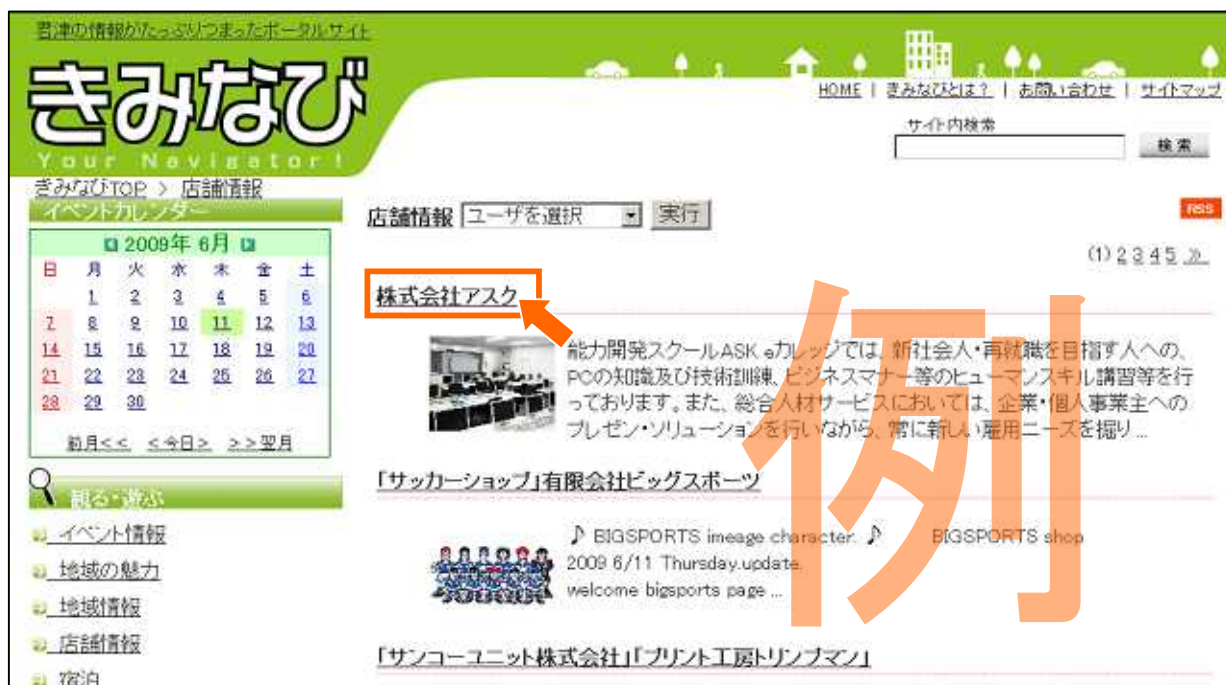 君津の情報がたっぷりつまったポータルサイト
きみなび
Your Navigator!
HOME | きみなびとは? | お問い合わせ | サイトマップ
サイト内検索
検索
きみなびTOP > 店舗情報
イベントカレンダー
2009年 6月
日 月 火 水 木 金 土
1 2 3 4 5 6
7 8 9 10 11 12 13
14 15 16 17 18 19 20
21 22 23 24 25 26 27
28 29 30
前月<< <今日> >>翌月
観る・遊ぶ
イベント情報
地域の魅力
地域情報
店舗情報
宿泊
店舗情報 ユーザを選択 実行
RSS
(1) 2 3 4 5 »
株式会社アスク
能力開発スクールASK eカレッジでは、新社会人・再就職を目指す人への、
PCの知識及び技術訓練、ビジネスマナー等のヒューマンスキル講習等を行
っております。また、総合人材サービスにおいては、企業・個人事業主への
プレゼン・ソリューションを行いながら、常に新しい雇用ニーズを掘り...
「サッカーショップ」有限会社ビッグスポーツ
♪ BIGSPORTS imeage character. ♪ BIGSPORTS shop
2009 6/11 Thursday.update.
welcome bigsports page ...
「サンコーユニット株式会社」「プリント工房トリンプマン」
例